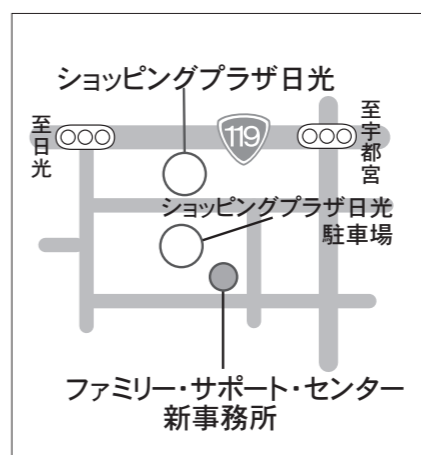 ショッピングプラザ日光
至日光
119
至宇都宮
ショッピングプラザ日光
駐車場
ファミリー・サポート・センター
新事務所